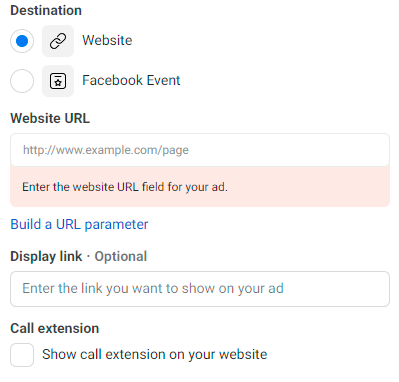 Destination
Website
Facebook Event
Website URL
http://www.example.com/page
Enter the website URL field for your ad.
Build a URL parameter
Display link · Optional
Enter the link you want to show on your ad
Call extension
Show call extension on your website